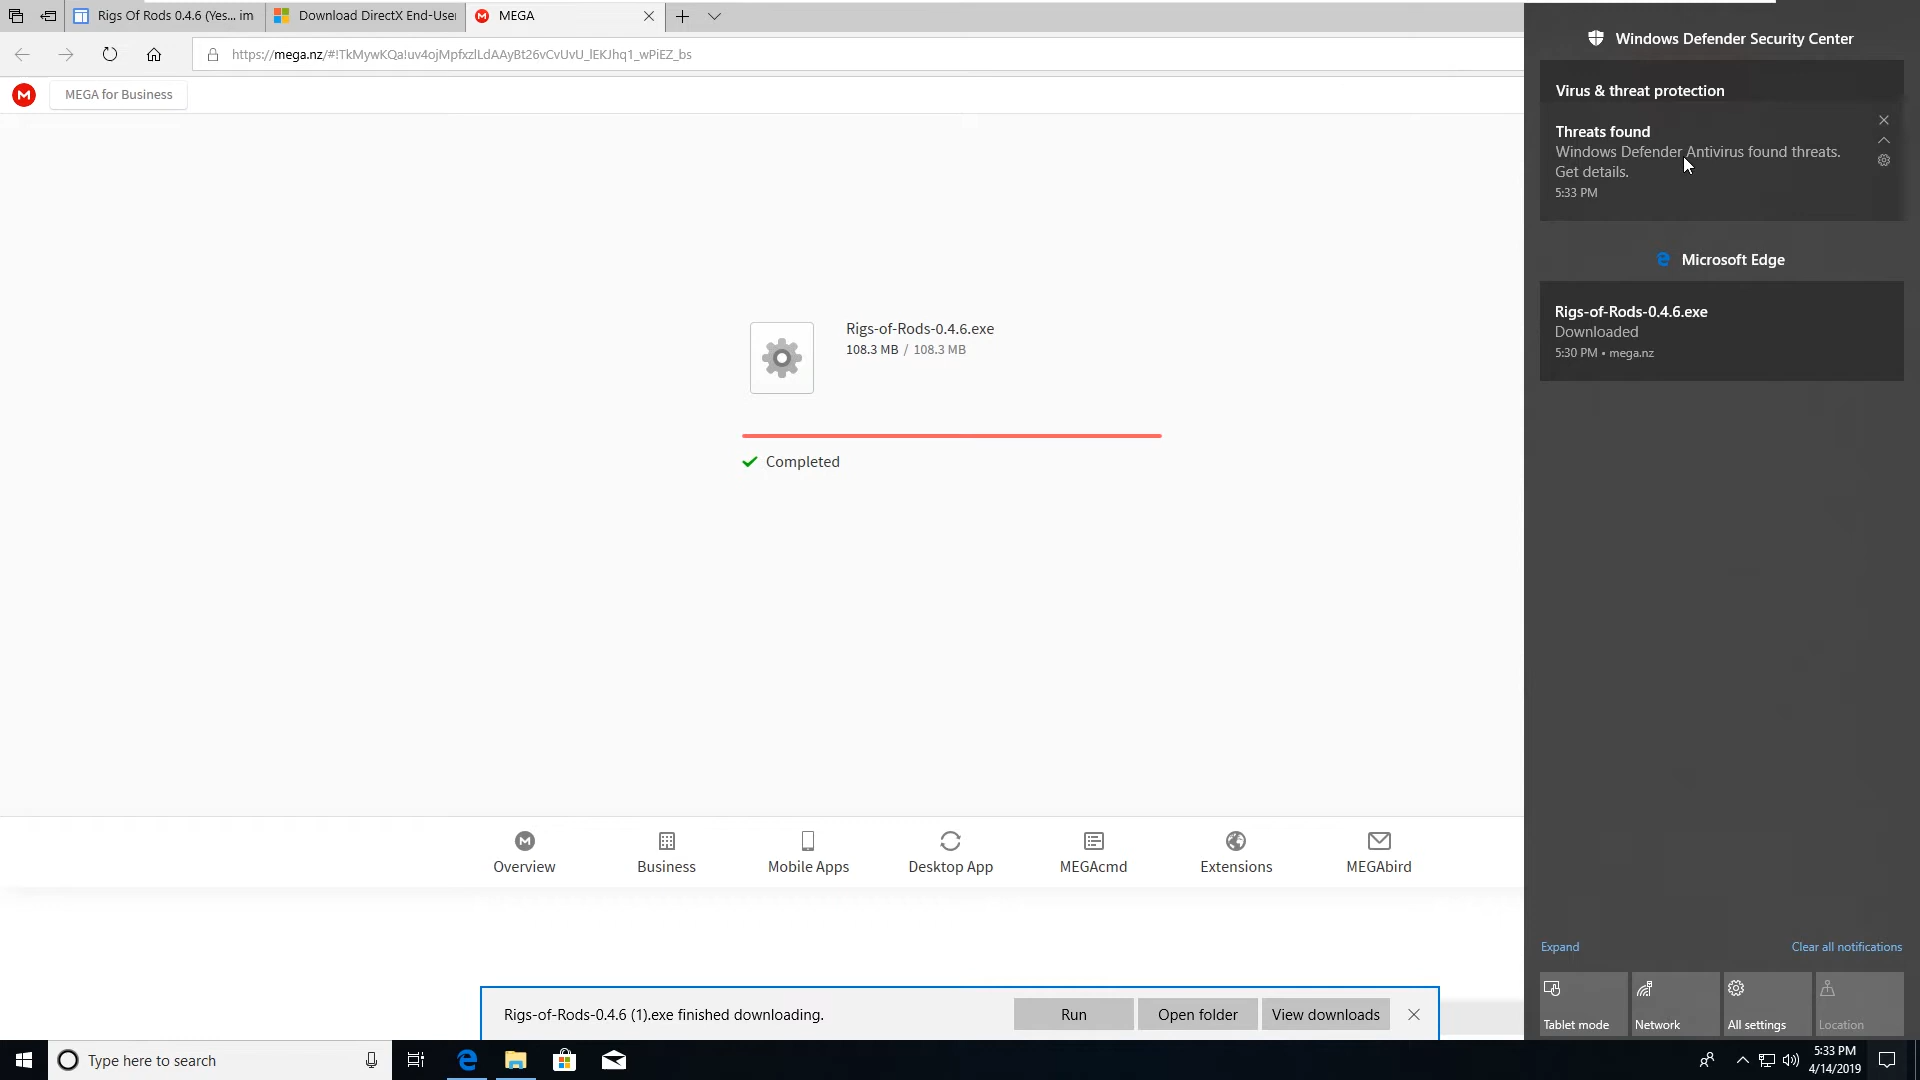 Rigs Of Rods 0.4.6 (Yes... im
Download DirectX End-User
MEGA
https://mega.nz/#!TkMywKQa!uv4ojMpfxzlLdAAyBt26vCvUvU_lEKJhq1_wPiEZ_bs
MEGA for Business
Rigs-of-Rods-0.4.6.exe
108.3 MB / 108.3 MB
Completed
Overview
Business
Mobile Apps
Desktop App
MEGAcmd
Extensions
MEGAbird
Rigs-of-Rods-0.4.6 (1).exe finished downloading.
Run
Open folder
View downloads
Windows Defender Security Center
Virus & threat protection
Threats found
Windows Defender Antivirus found threats.
Get details.
5:33 PM
Microsoft Edge
Rigs-of-Rods-0.4.6.exe
Downloaded
5:30 PM • mega.nz
Expand
Clear all notifications
Tablet mode
Network
All settings
Location
Type here to search
5:33 PM
4/14/2019